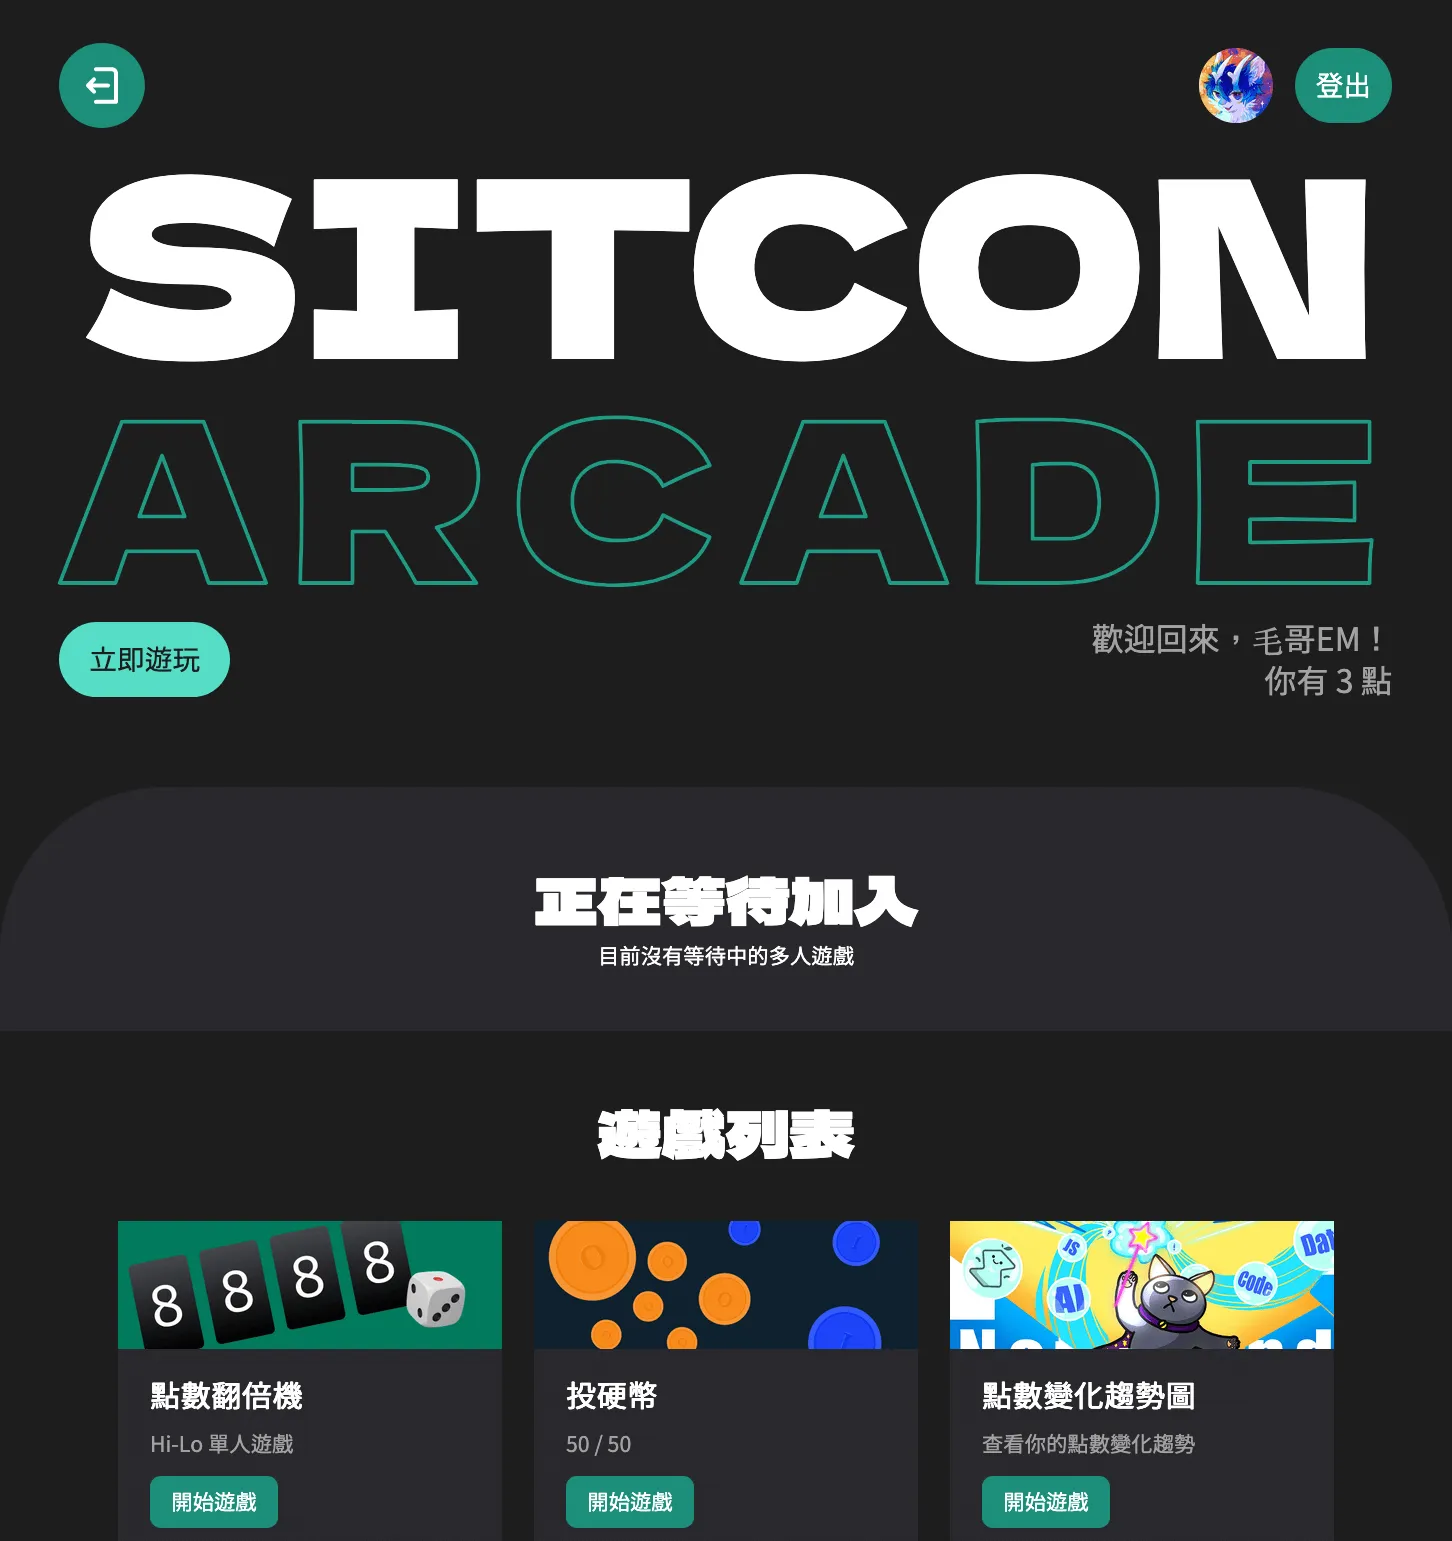 登出
SITCON
ARCADE
立即遊玩
歡迎回來，毛哥EM！
你有 3 點
正在等待加入
目前沒有等待中的多人遊戲
遊戲列表
8 8 8 8
JS
AI
Code
Dat
點數翻倍機
Hi-Lo 單人遊戲
開始遊戲
投硬幣
50 / 50
開始遊戲
點數變化趨勢圖
查看你的點數變化趨勢
開始遊戲